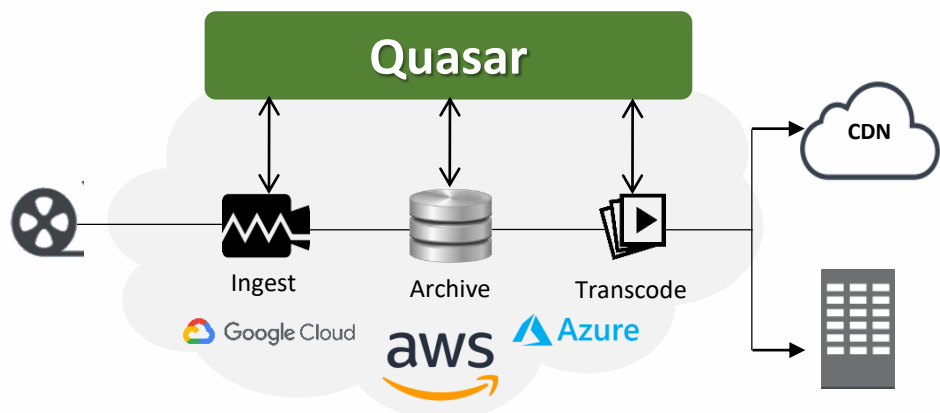 Quasar
CDN
Ingest
Archive
Transcode
Google Cloud
aws
Azure